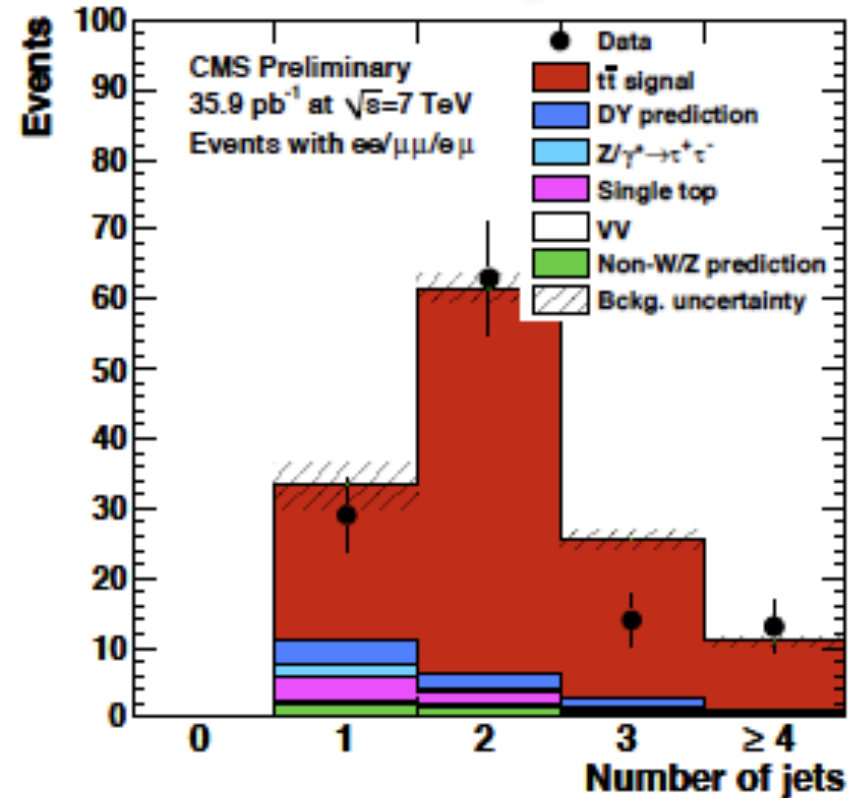 Events
100
90
80
70
60
50
40
30
20
10
0
CMS Preliminary
35.9 pb⁻¹ at √s=7 TeV
Events with ee/μμ/eμ
Data
tt̄ signal
DY prediction
Z/γ*→τ⁺τ⁻
Single top
VV
Non-W/Z prediction
Bckg. uncertainty
0 1 2 3 ≥ 4
Number of jets